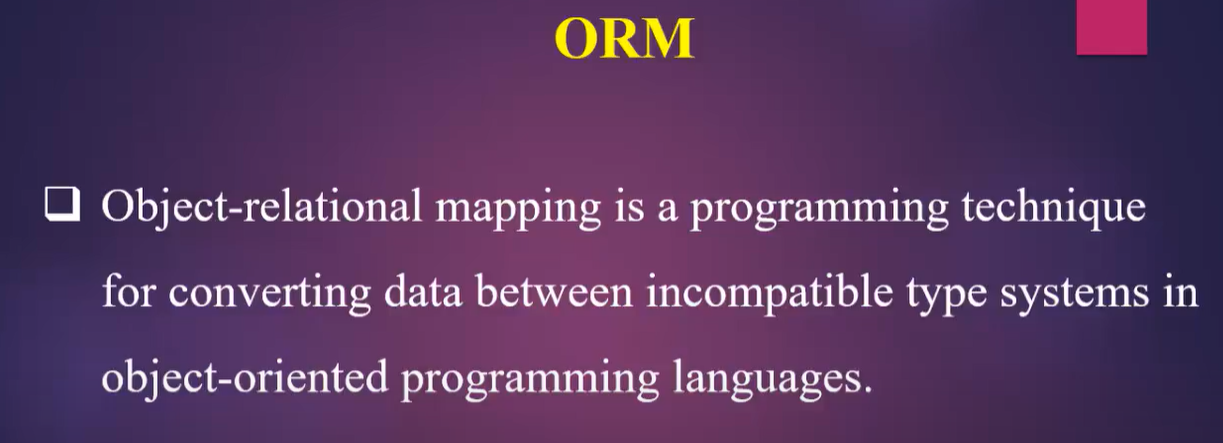 ORM
❑ Object-relational mapping is a programming technique
for converting data between incompatible type systems in
object-oriented programming languages.